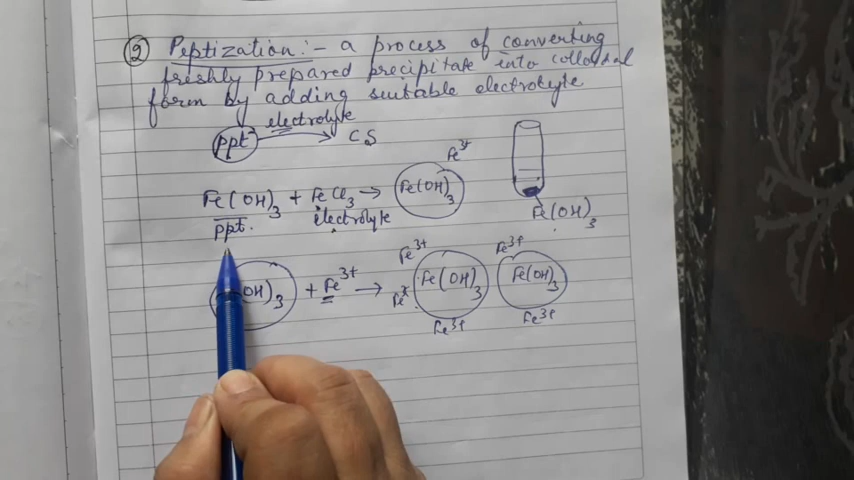 ② Peptization :- a process of converting
freshly prepared precipitate into colloidal
form by adding suitable electrolyte
electrolyte
ppt → CS
Fe(OH)3 + FeCl3 → Fe(OH)3 Fe3+
ppt. electrolyte Fe(OH)3
Fe3+ Fe3+
OH)3 + Fe3+ → Fe(OH)3 Fe(OH)3
Fe3+ Fe3+